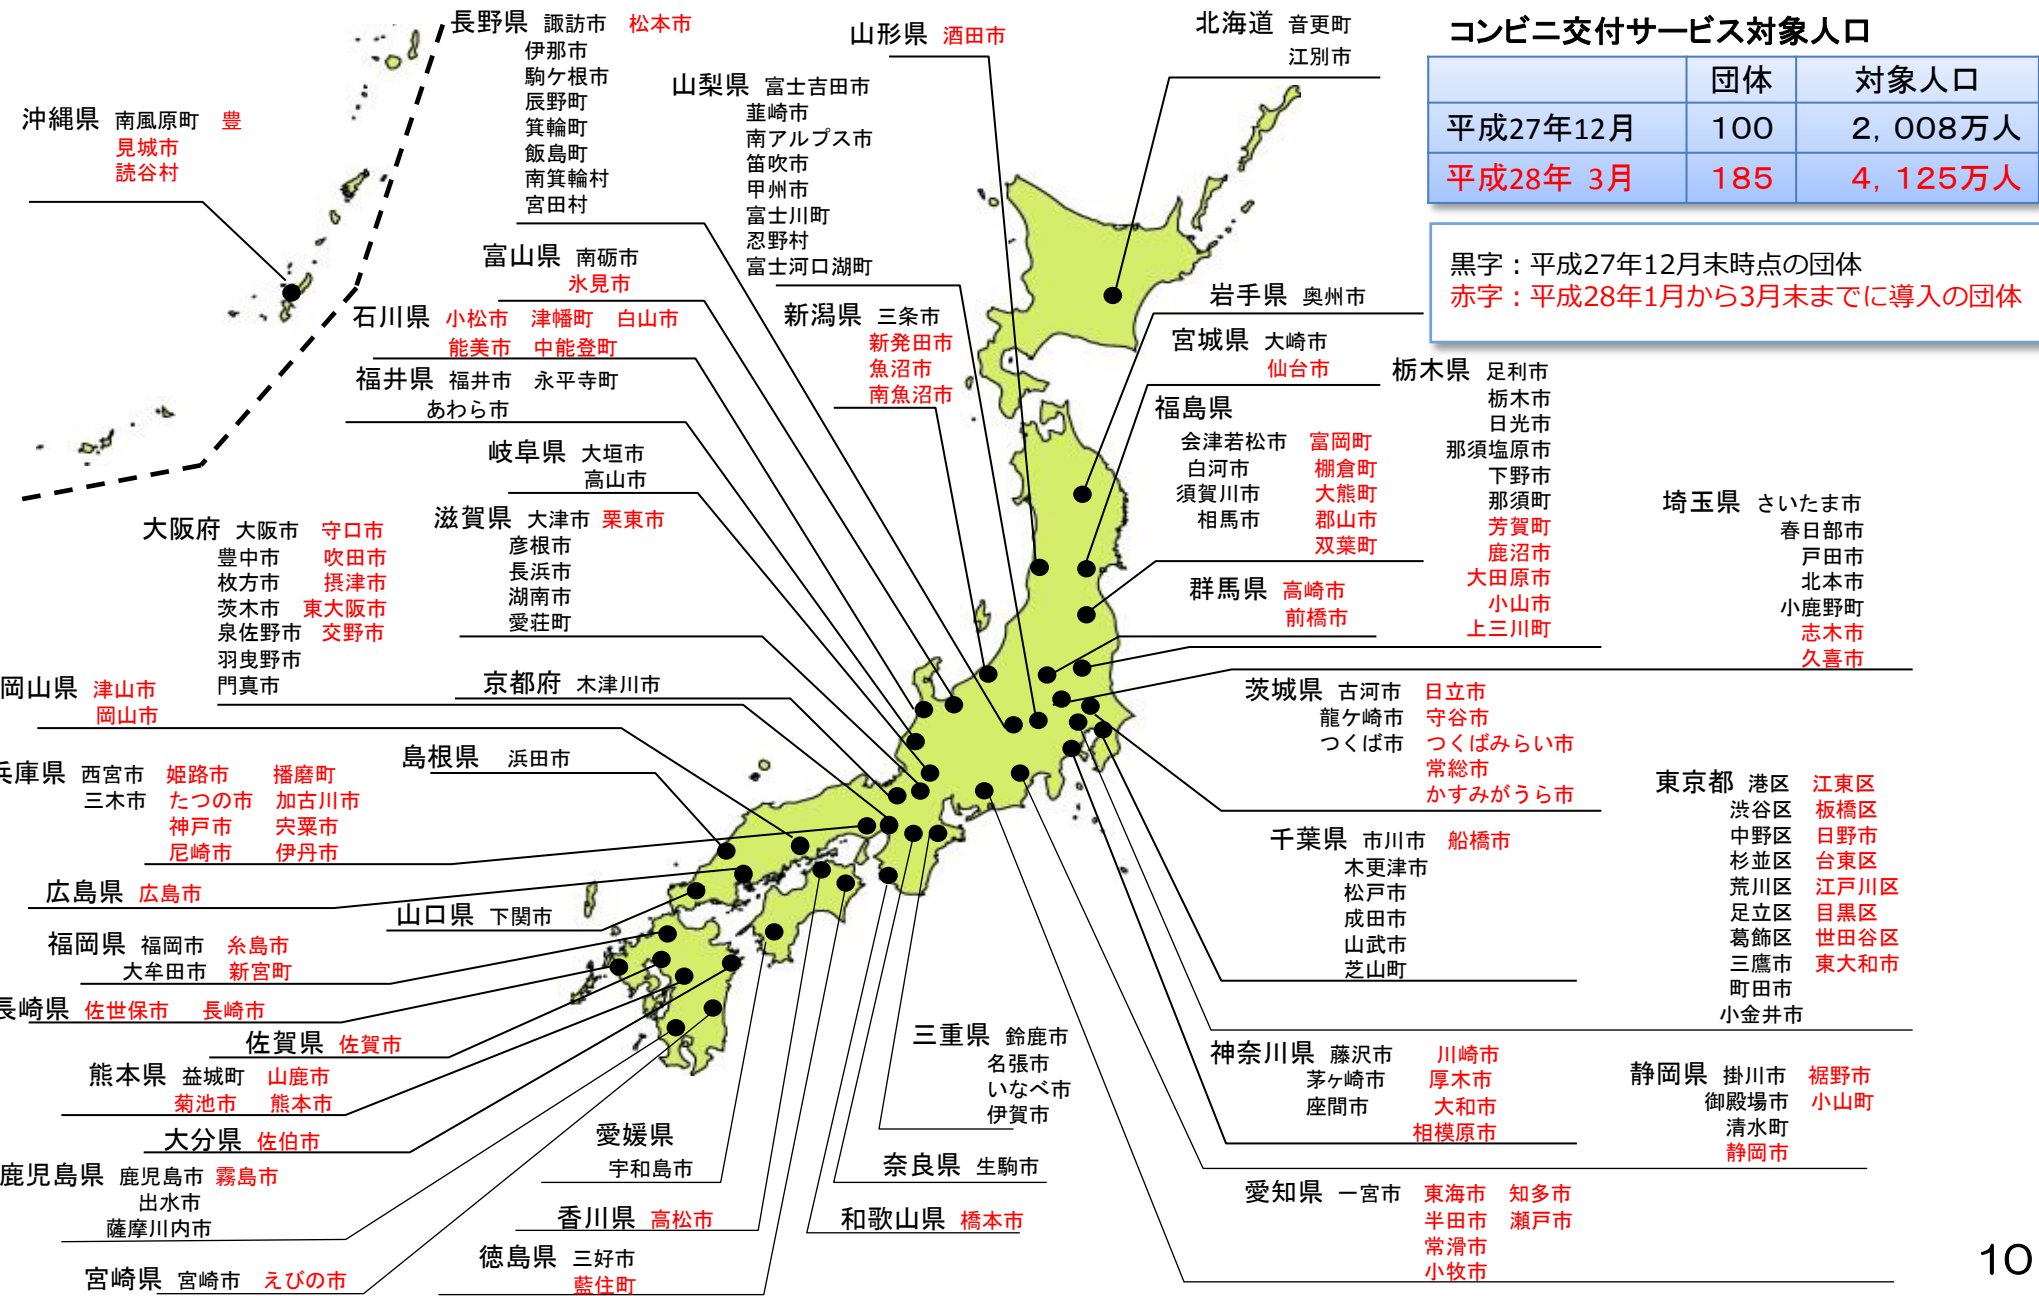 コンビニ交付サービス対象人口
団体 対象人口
平成27年12月 100 2,008万人
平成28年 3月 185 4,125万人
黒字：平成27年12月末時点の団体
赤字：平成28年1月から3月末までに導入の団体
北海道 音更町
江別市
山形県 酒田市
長野県 諏訪市 松本市
伊那市
駒ケ根市
辰野町
箕輪町
飯島町
南箕輪村
宮田村
山梨県 富士吉田市
韮崎市
南アルプス市
笛吹市
甲州市
富士川町
忍野村
富士河口湖町
沖縄県 南風原町 豊
見城市
読谷村
富山県 南砺市
氷見市
石川県 小松市 津幡町 白山市
能美市 中能登町
福井県 福井市 永平寺町
あわら市
新潟県 三条市
新発田市
魚沼市
南魚沼市
岩手県 奥州市
宮城県 大崎市
仙台市
福島県
会津若松市 富岡町
白河市 棚倉町
須賀川市 大熊町
相馬市 郡山市
双葉町
栃木県 足利市
栃木市
日光市
那須塩原市
下野市
那須町
芳賀町
鹿沼市
大田原市
小山市
上三川町
埼玉県 さいたま市
春日部市
戸田市
北本市
小鹿野町
志木市
久喜市
群馬県 高崎市
前橋市
岐阜県 大垣市
高山市
滋賀県 大津市 栗東市
彦根市
長浜市
湖南市
愛荘町
大阪府 大阪市 守口市
豊中市 吹田市
枚方市 摂津市
茨木市 東大阪市
泉佐野市 交野市
羽曳野市
門真市
京都府 木津川市
岡山県 津山市
岡山市
島根県 浜田市
兵庫県 西宮市 姫路市 播磨町
三木市 たつの市 加古川市
神戸市 宍粟市
尼崎市 伊丹市
広島県 広島市
山口県 下関市
福岡県 福岡市 糸島市
大牟田市 新宮町
長崎県 佐世保市 長崎市
佐賀県 佐賀市
熊本県 益城町 山鹿市
菊池市 熊本市
大分県 佐伯市
鹿児島県 鹿児島市 霧島市
出水市
薩摩川内市
宮崎県 宮崎市 えびの市
愛媛県
宇和島市
香川県 高松市
徳島県 三好市
藍住町
三重県 鈴鹿市
名張市
いなべ市
伊賀市
奈良県 生駒市
和歌山県 橋本市
茨城県 古河市 日立市
龍ケ崎市 守谷市
つくば市 つくばみらい市
常総市
かすみがうら市
千葉県 市川市 船橋市
木更津市
松戸市
成田市
山武市
芝山町
東京都 港区 江東区
渋谷区 板橋区
中野区 日野市
杉並区 台東区
荒川区 江戸川区
足立区 目黒区
葛飾区 世田谷区
三鷹市 東大和市
町田市
小金井市
神奈川県 藤沢市 川崎市
茅ヶ崎市 厚木市
座間市 大和市
相模原市
静岡県 掛川市 裾野市
御殿場市 小山町
清水町
静岡市
愛知県 一宮市 東海市 知多市
半田市 瀬戸市
常滑市
小牧市
10